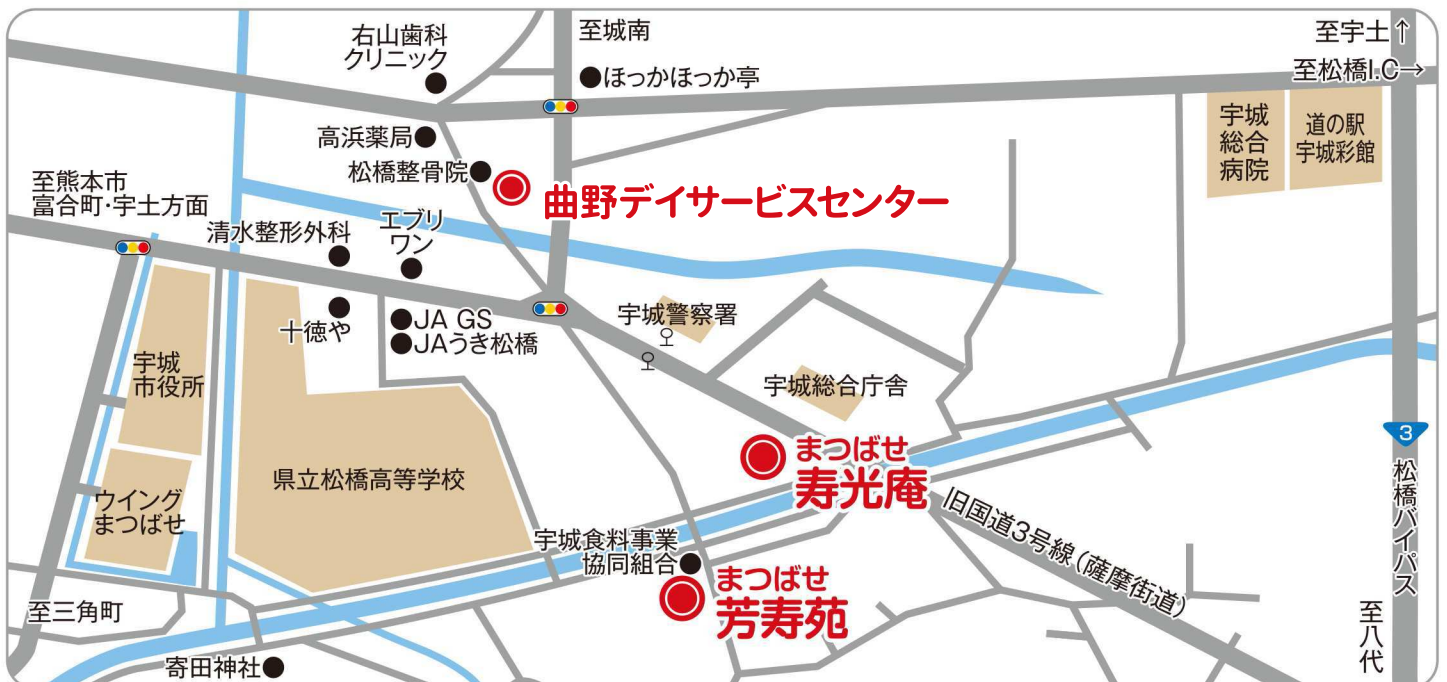 右山歯科
クリニック
至城南
至宇土↑
至松橋I.C→
ほっかほっか亭
高浜薬局
松橋整骨院
宇城
総合
病院
道の駅
宇城彩館
至熊本市
富合町・宇土方面
曲野デイサービスセンター
清水整形外科
エブリ
ワン
十徳や
JA GS
JAうき松橋
宇城警察署
宇城
市役所
宇城総合庁舎
3
松橋バイパス
県立松橋高等学校
ウイング
まつばせ
まつばせ
寿光庵
旧国道3号線(薩摩街道)
宇城食料事業
協同組合
まつばせ
芳寿苑
至三角町
至八代
寄田神社